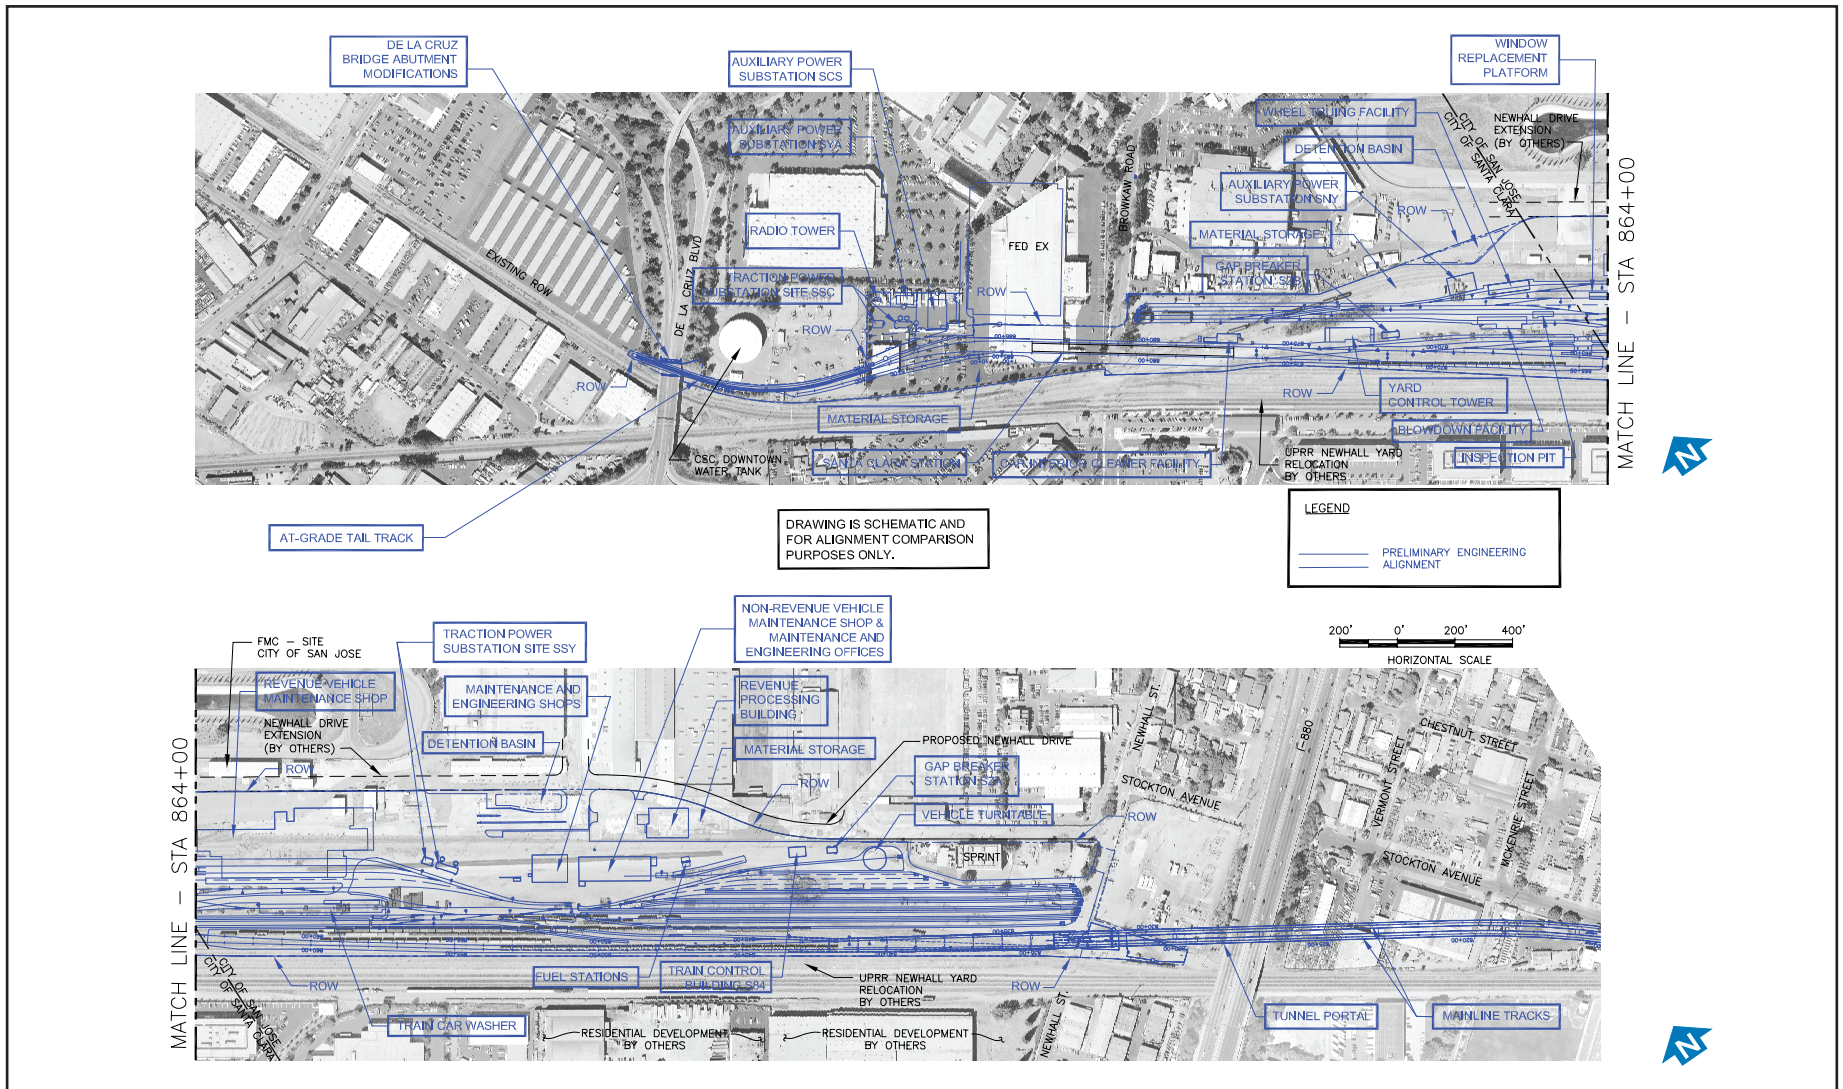 DE LA CRUZ
BRIDGE ABUTMENT
MODIFICATIONS
AUXILIARY POWER
SUBSTATION SCS
WINDOW
REPLACEMENT
PLATFORM
AUXILIARY POWER
SUBSTATION SYA
WHEEL TRUING FACILITY
DETENTION BASIN
CITY OF SAN JOSE
CITY OF SANTA CLARA
NEWHALL DRIVE
EXTENSION
(BY OTHERS)
AUXILIARY POWER
SUBSTATION SNY
ROW
MATERIAL STORAGE
RADIO TOWER
FED EX
BROWKAW ROAD
EXISTING ROW
DE LA CRUZ BLVD
TRACTION POWER
SUBSTATION SITE SSC
GAP BREAKER
ROW
ROW
ROW
ROW
MATCH LINE - STA 864+00
YARD
CONTROL TOWER
MATERIAL STORAGE
BLOWDOWN FACILITY
CSC DOWNTOWN
WATER TANK
SANTA CLARA STATION
CAR INTERIOR CLEANER FACILITY
UPRR NEWHALL YARD
RELOCATION
BY OTHERS
INSPECTION PIT
N
AT-GRADE TAIL TRACK
DRAWING IS SCHEMATIC AND
FOR ALIGNMENT COMPARISON
PURPOSES ONLY.
LEGEND
PRELIMINARY ENGINEERING
ALIGNMENT
200' 0' 200' 400'
HORIZONTAL SCALE
FMC - SITE
CITY OF SAN JOSE
TRACTION POWER
SUBSTATION SITE SSY
NON-REVENUE VEHICLE
MAINTENANCE SHOP &
MAINTENANCE AND
ENGINEERING OFFICES
REVENUE VEHICLE
MAINTENANCE SHOP
MAINTENANCE AND
ENGINEERING SHOPS
REVENUE
PROCESSING
BUILDING
NEWHALL DRIVE
EXTENSION
(BY OTHERS)
DETENTION BASIN
MATERIAL STORAGE
PROPOSED NEWHALL DRIVE
NEWHALL ST.
I-880
CHESTNUT STREET
VERMONT STREET
MCKENRIE STREET
STOCKTON AVENUE
STOCKTON AVENUE
ROW
ROW
GAP BREAKER
VEHICLE TURNTABLE
ROW
SPRINT
MATCH LINE - STA 864+00
CITY OF SAN JOSE
CITY OF SANTA CLARA
ROW
FUEL STATIONS
TRAIN CONTROL
BUILDING S84
UPRR NEWHALL YARD
RELOCATION
BY OTHERS
ROW
NEWHALL ST.
TRAIN CAR WASHER
RESIDENTIAL DEVELOPMENT
BY OTHERS
RESIDENTIAL DEVELOPMENT
BY OTHERS
TUNNEL PORTAL
MAINLINE TRACKS
N